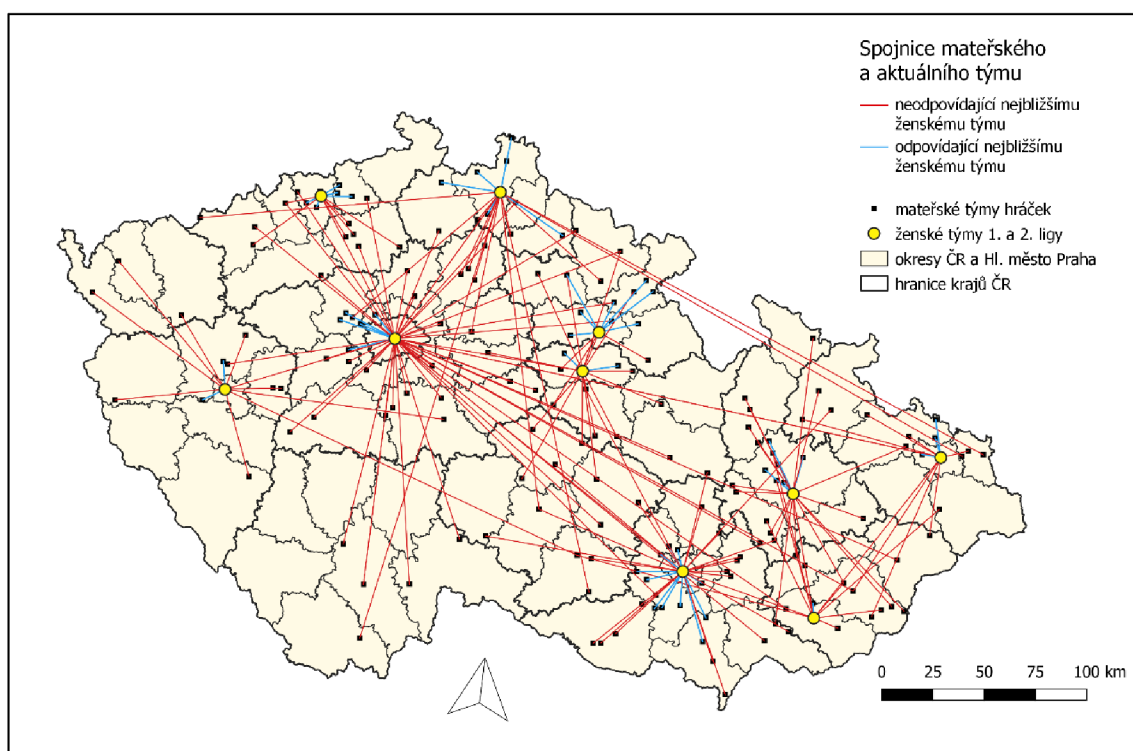 Spojnice mateřského
a aktuálního týmu
neodpovídající nejbližšímu
ženskému týmu
odpovídající nejbližšímu
ženskému týmu
mateřské týmy hráček
ženské týmy 1. a 2. ligy
okresy ČR a Hl. město Praha
hranice krajů ČR
0 25 50 75 100 km